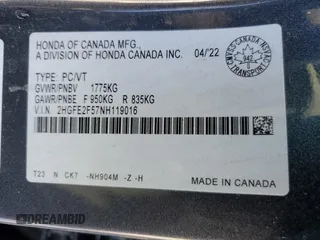 HONDA OF CANADA MFG.,
A DIVISION OF HONDA CANADA INC. 04/22
TYPE: PC/VT
GVWR/PNBV 1775KG
GAWR/PNBE F 950KG R 835KG
V.I.N. 2HGFE2F57NH119016
T23 N CK7 -NH904M -Z -H
MADE IN CANADA
DREAMBID